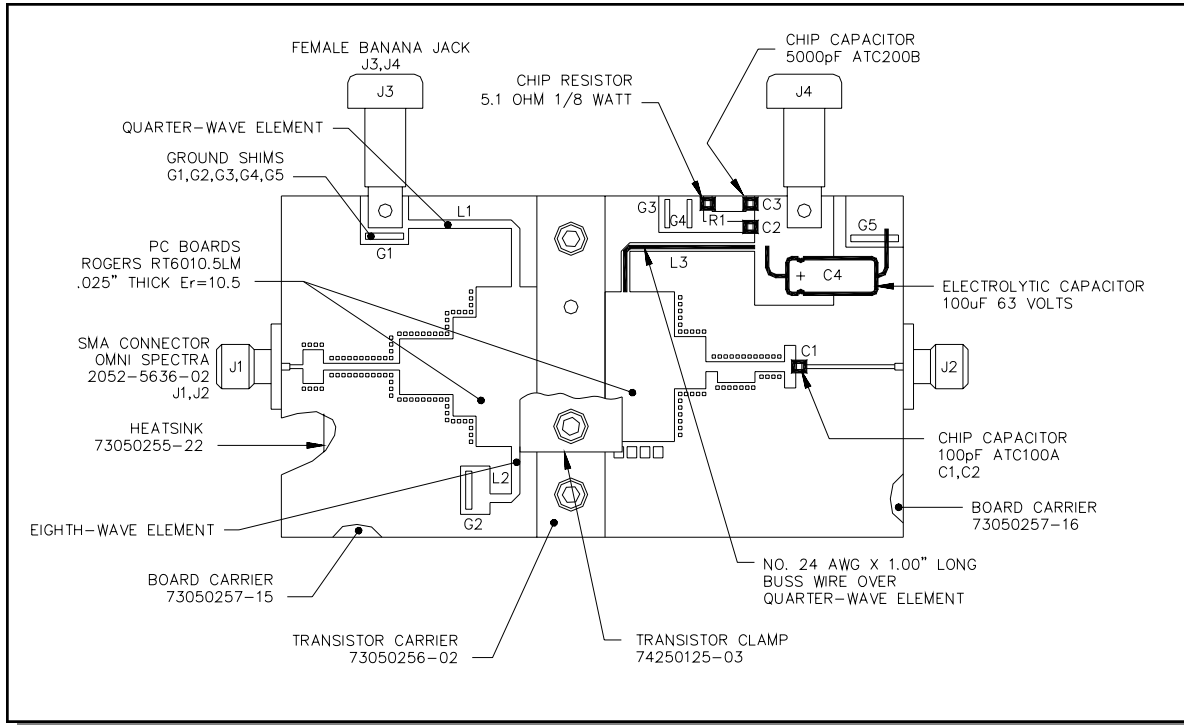 FEMALE BANANA JACK
J3,J4
J3
QUARTER-WAVE ELEMENT
GROUND SHIMS
G1,G2,G3,G4,G5
CHIP RESISTOR
5.1 OHM 1/8 WATT
CHIP CAPACITOR
5000pF ATC200B
J4
L1
G1
G3
G4
R1
C3
C2
G5
L3
+ C4
PC BOARDS
ROGERS RT6010.5LM
.025" THICK Er=10.5
ELECTROLYTIC CAPACITOR
100uF 63 VOLTS
SMA CONNECTOR
OMNI SPECTRA
2052-5636-02
J1,J2
J1
C1
J2
HEATSINK
73050255-22
CHIP CAPACITOR
100pF ATC100A
C1,C2
L2
G2
EIGHTH-WAVE ELEMENT
BOARD CARRIER
73050257-16
BOARD CARRIER
73050257-15
NO. 24 AWG X 1.00" LONG
BUSS WIRE OVER
QUARTER-WAVE ELEMENT
TRANSISTOR CARRIER
73050256-02
TRANSISTOR CLAMP
74250125-03